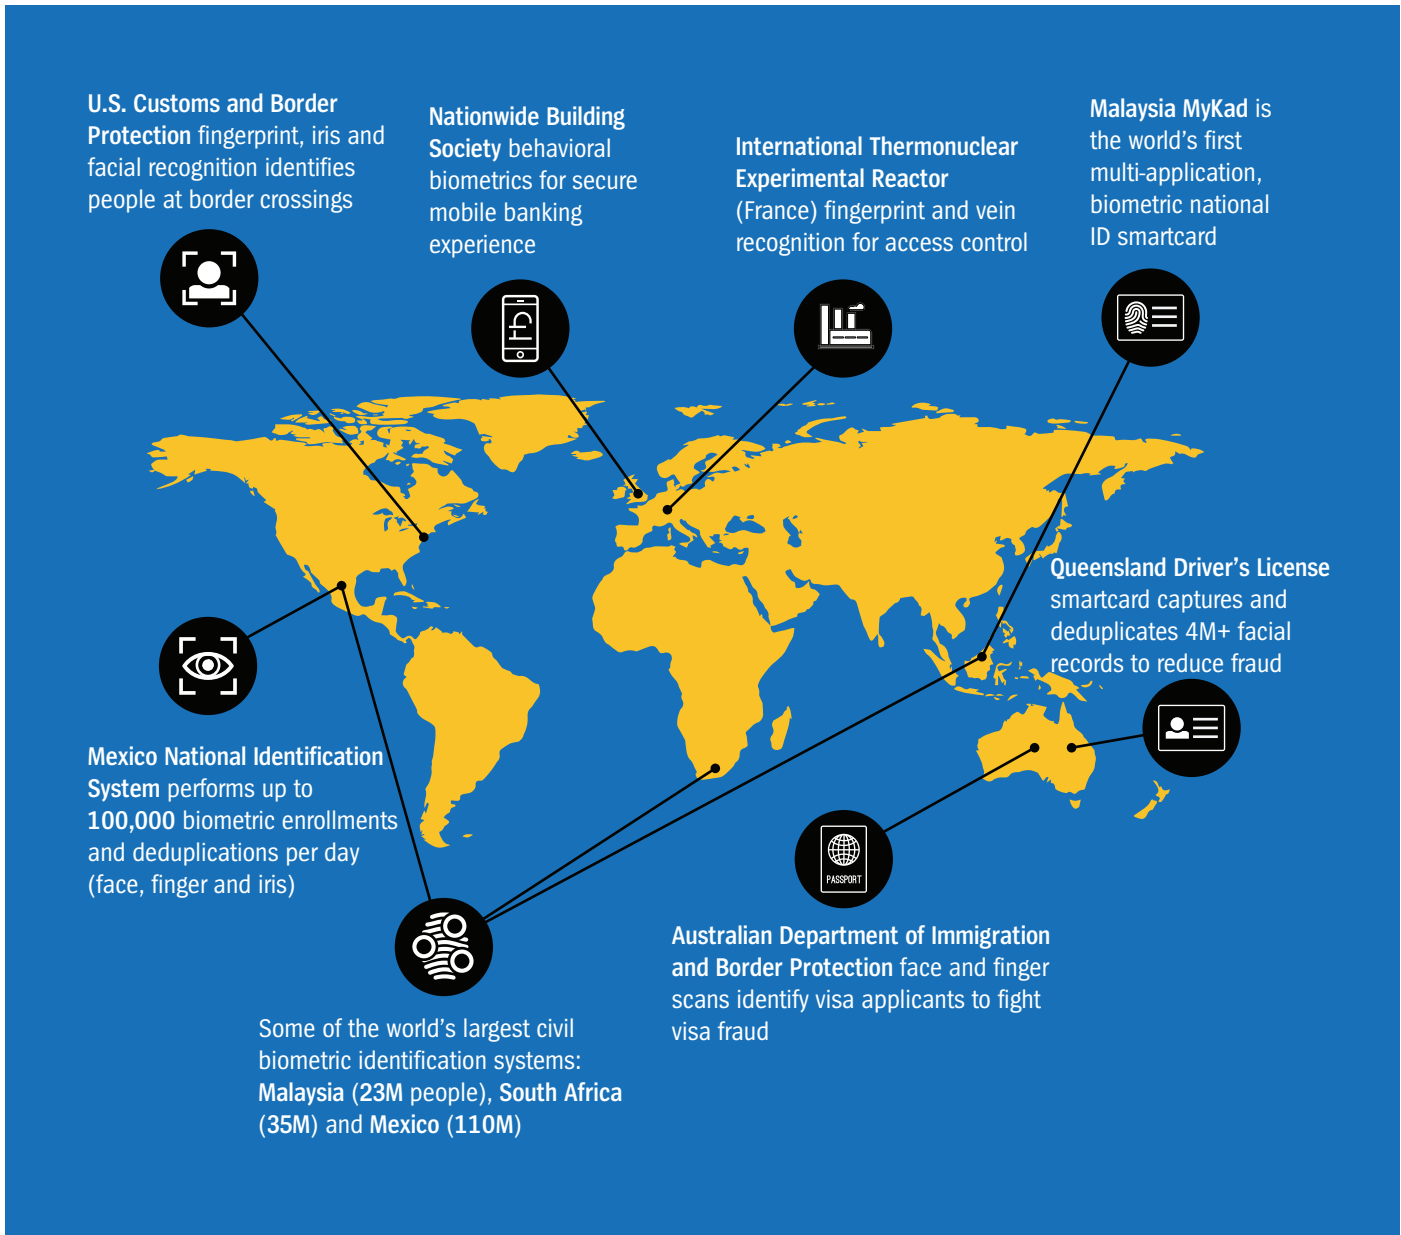 U.S. Customs and Border
Protection fingerprint, iris and
facial recognition identifies
people at border crossings
Nationwide Building
Society behavioral
biometrics for secure
mobile banking
experience
International Thermonuclear
Experimental Reactor
(France) fingerprint and vein
recognition for access control
Malaysia MyKad is
the world's first
multi-application,
biometric national
ID smartcard
Queensland Driver's License
smartcard captures and
deduplicates 4M+ facial
records to reduce fraud
Mexico National Identification
System performs up to
100,000 biometric enrollments
and deduplications per day
(face, finger and iris)
PASSPORT
Australian Department of Immigration
and Border Protection face and finger
scans identify visa applicants to fight
visa fraud
Some of the world's largest civil
biometric identification systems:
Malaysia (23M people), South Africa
(35M) and Mexico (110M)